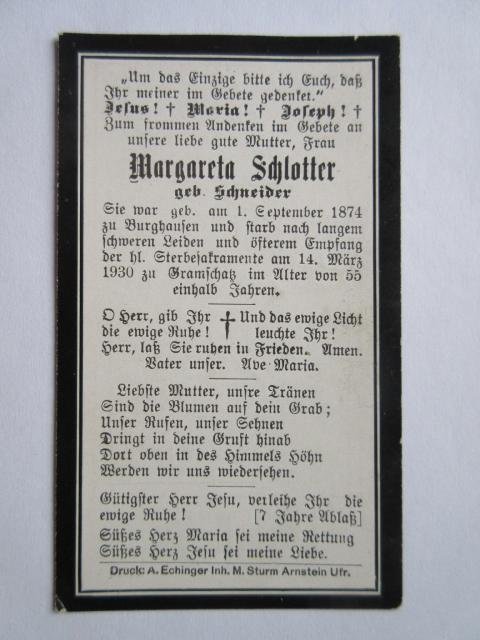 „Um das Einzige bitte ich Euch, daß
Ihr meiner im Gebete gedenket.“
Jesus! † Maria! † Joseph! †
Zum frommen Andenken im Gebete an
unsere liebe gute Mutter, Frau
Margareta Schlotter
geb. Schneider
Sie war geb. am 1. September 1874
zu Burghausen und starb nach langem
schweren Leiden und öfterem Empfang
der hl. Sterbesakramente am 14. März
1930 zu Gramschatz im Alter von 55
einhalb Jahren.
O Herr, gib Ihr † Und das ewige Licht
die ewige Ruhe! leuchte Ihr!
Herr, laß Sie ruhen in Frieden. Amen.
Vater unser. Ave Maria.
Liebste Mutter, unsre Tränen
Sind die Blumen auf dein Grab;
Unser Rufen, unser Sehnen
Dringt in deine Gruft hinab
Dort oben in des Himmels Höhn
Werden wir uns wiedersehen.
Gütigster Herr Jesu, verleihe Ihr die
ewige Ruhe! [7 Jahre Ablaß]
Süßes Herz Maria sei meine Rettung
Süßes Herz Jesu sei meine Liebe.
Druck: A. Echinger Inh. M. Sturm Arnstein Ufr.